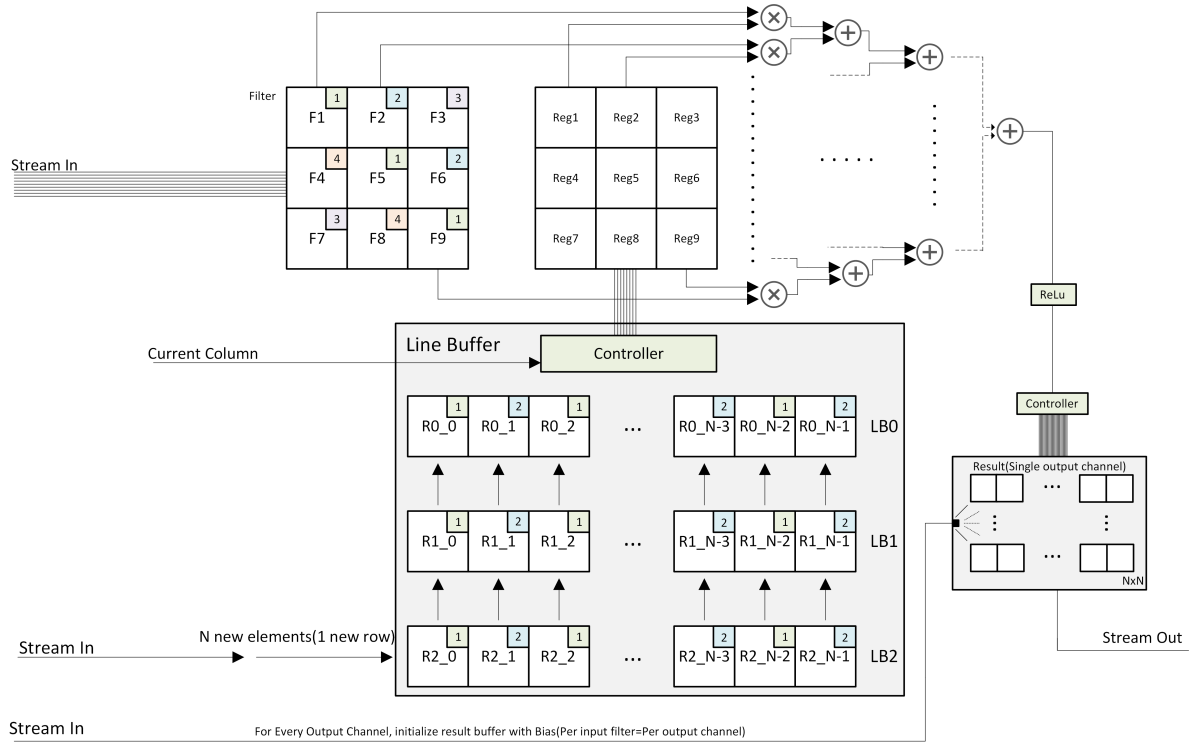 Filter
1 2 3
F1 F2 F3
Reg1 Reg2 Reg3
Stream In
4 1 2
F4 F5 F6
Reg4 Reg5 Reg6
3 4 1
F7 F8 F9
Reg7 Reg8 Reg9
ReLu
Line Buffer
Current Column
Controller
Controller
1 2 1 2 1 2
R0_0 R0_1 R0_2 ... R0_N-3 R0_N-2 R0_N-1 LB0
Result(Single output channel)
...
1 2 1 2 1 2
R1_0 R1_1 R1_2 ... R1_N-3 R1_N-2 R1_N-1 LB1
...
NxN
Stream In
N new elements(1 new row)
1 2 1 2 1 2
R2_0 R2_1 R2_2 ... R2_N-3 R2_N-2 R2_N-1 LB2
Stream Out
Stream In
For Every Output Channel, initialize result buffer with Bias(Per input filter=Per output channel)